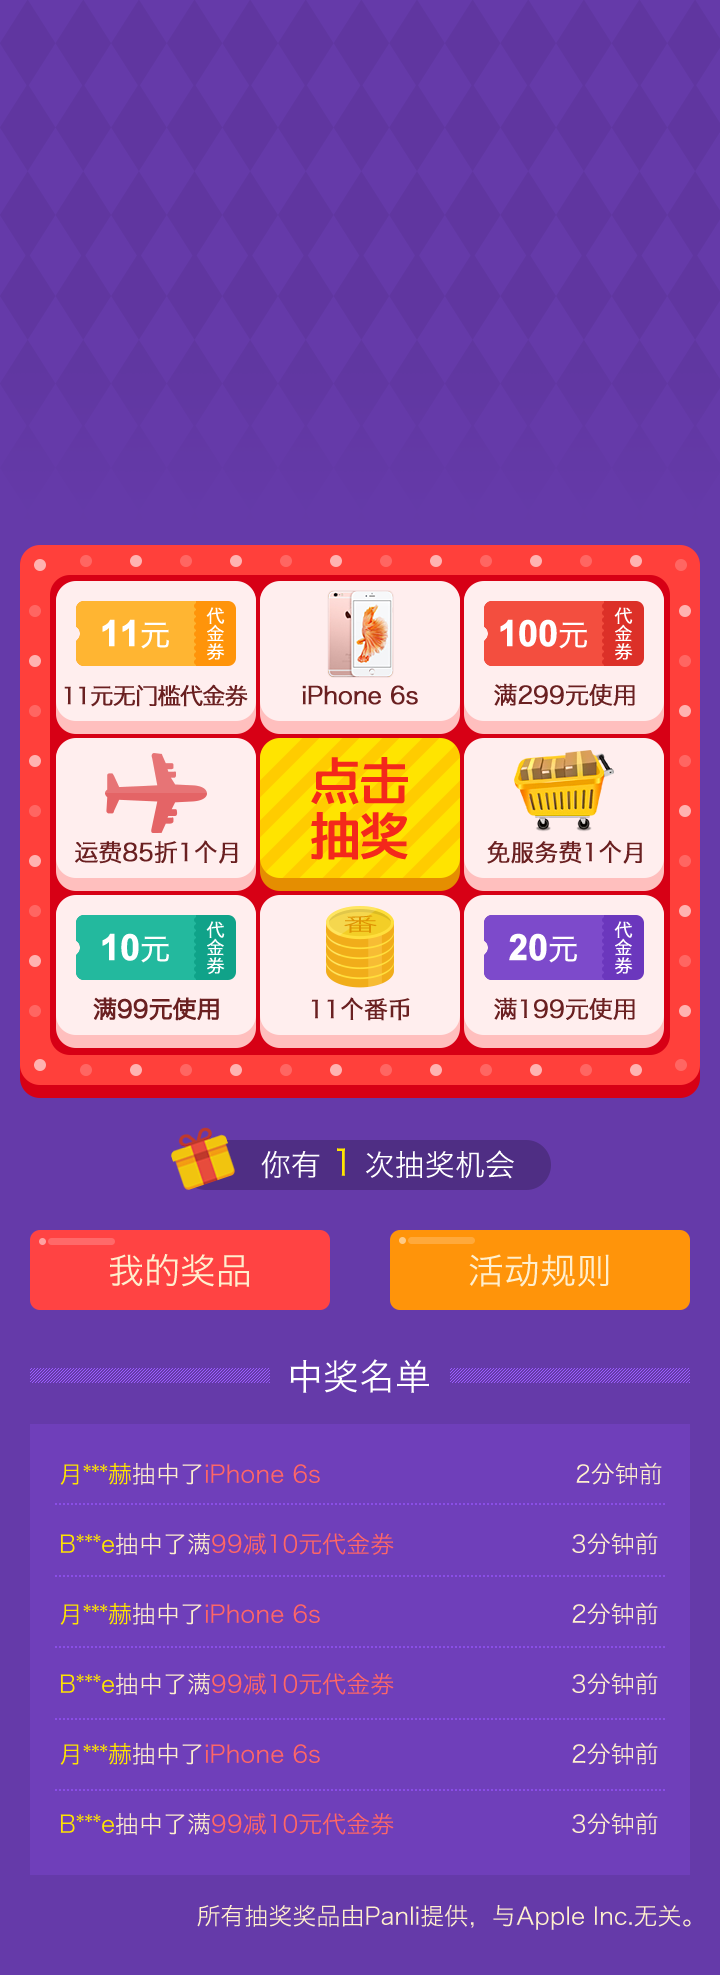 11元 代金券
11元无门槛代金券
iPhone 6s
100元 代金券
满299元使用
运费85折1个月
点击
抽奖
免服务费1个月
10元 代金券
满99元使用
番
11个番币
20元 代金券
满199元使用
你有 1 次抽奖机会
我的奖品
活动规则
中奖名单
月***赫抽中了iPhone 6s 2分钟前
B***e抽中了满99减10元代金券 3分钟前
月***赫抽中了iPhone 6s 2分钟前
B***e抽中了满99减10元代金券 3分钟前
月***赫抽中了iPhone 6s 2分钟前
B***e抽中了满99减10元代金券 3分钟前
所有抽奖奖品由Panli提供，与Apple Inc.无关。